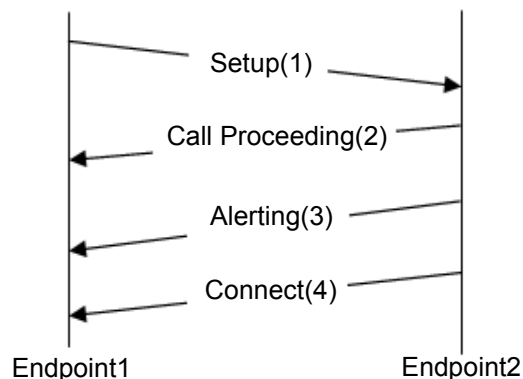 Setup(1)
Call Proceeding(2)
Alerting(3)
Connect(4)
Endpoint1
Endpoint2